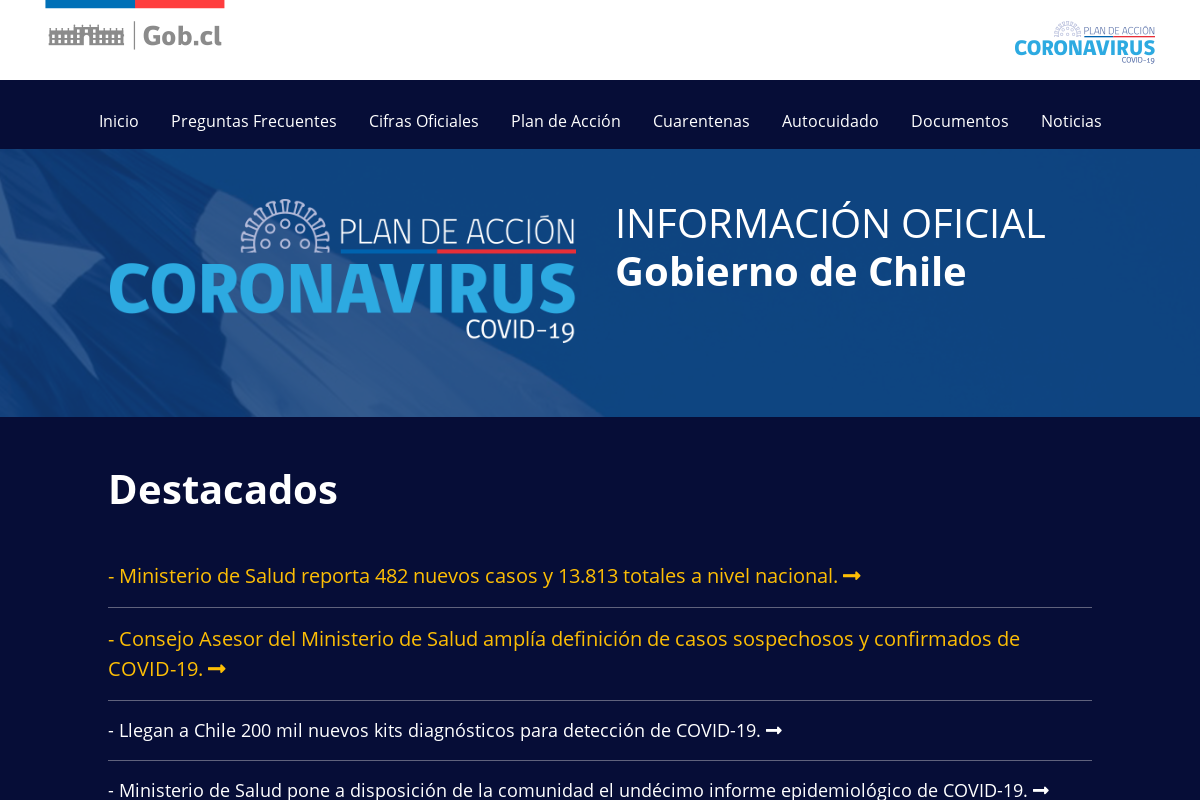 Gob.cl
PLAN DE ACCIÓN
CORONAVIRUS
COVID-19
Inicio Preguntas Frecuentes Cifras Oficiales Plan de Acción Cuarentenas Autocuidado Documentos Noticias
PLAN DE ACCIÓN
CORONAVIRUS
COVID-19
INFORMACIÓN OFICIAL
Gobierno de Chile
Destacados
- Ministerio de Salud reporta 482 nuevos casos y 13.813 totales a nivel nacional.
- Consejo Asesor del Ministerio de Salud amplía definición de casos sospechosos y confirmados de
COVID-19.
- Llegan a Chile 200 mil nuevos kits diagnósticos para detección de COVID-19.
- Ministerio de Salud pone a disposición de la comunidad el undécimo informe epidemiológico de COVID-19.